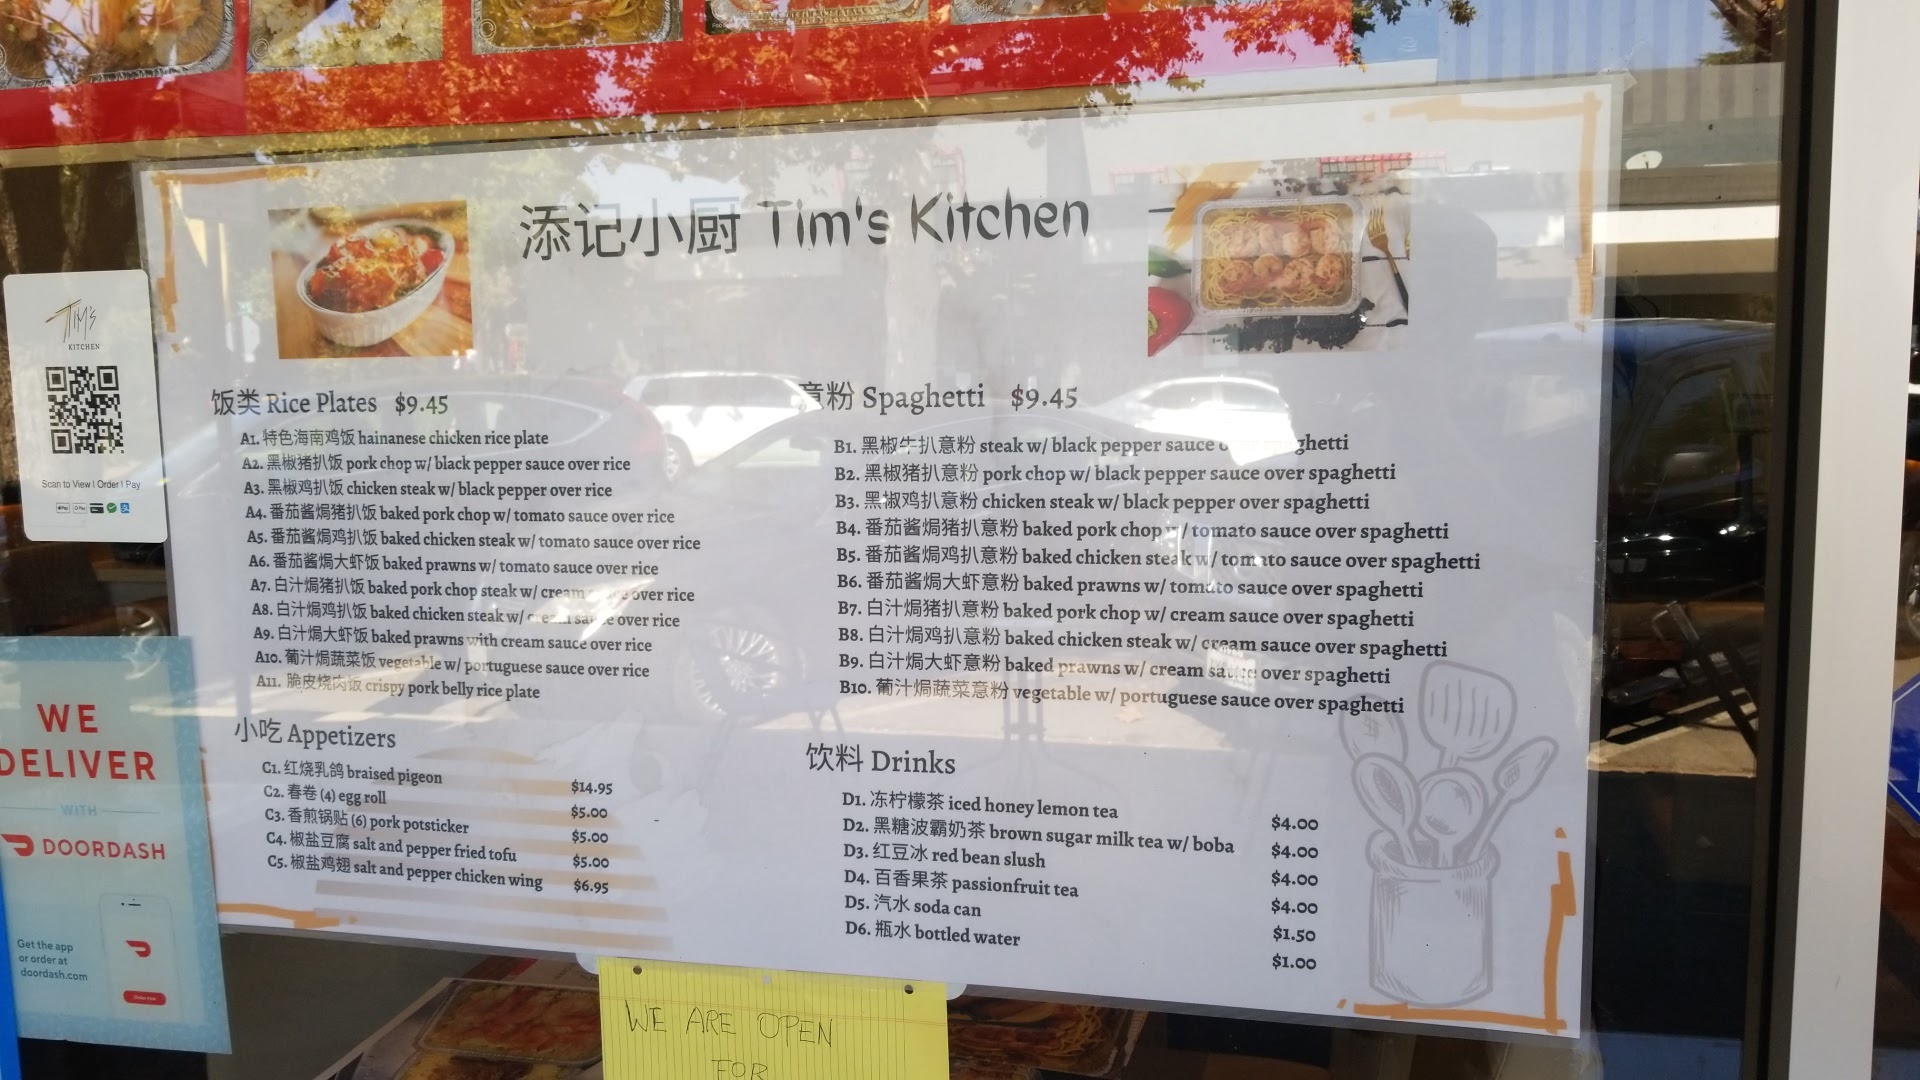 添记小厨 Tim's Kitchen
TIM'S
KITCHEN
Scan to View | Order | Pay
饭类 Rice Plates $9.45
A1. 特色海南鸡饭 hainanese chicken rice plate
A2. 黑椒猪扒饭 pork chop w/ black pepper sauce over rice
A3. 黑椒鸡扒饭 chicken steak w/ black pepper over rice
A4. 番茄酱焗猪扒饭 baked pork chop w/ tomato sauce over rice
A5. 番茄酱焗鸡扒饭 baked chicken steak w/ tomato sauce over rice
A6. 番茄酱焗大虾饭 baked prawns w/ tomato sauce over rice
A7. 白汁焗猪扒饭 baked pork chop steak w/ cream sauce over rice
A8. 白汁焗鸡扒饭 baked chicken steak w/ cream sauce over rice
A9. 白汁焗大虾饭 baked prawns with cream sauce over rice
A10. 葡汁焗蔬菜饭 vegetable w/ portuguese sauce over rice
A11. 脆皮烧肉饭 crispy pork belly rice plate
意粉 Spaghetti $9.45
B1. 黑椒牛扒意粉 steak w/ black pepper sauce over spaghetti
B2. 黑椒猪扒意粉 pork chop w/ black pepper sauce over spaghetti
B3. 黑椒鸡扒意粉 chicken steak w/ black pepper over spaghetti
B4. 番茄酱焗猪扒意粉 baked pork chop w/ tomato sauce over spaghetti
B5. 番茄酱焗鸡扒意粉 baked chicken steak w/ tomato sauce over spaghetti
B6. 番茄酱焗大虾意粉 baked prawns w/ tomato sauce over spaghetti
B7. 白汁焗猪扒意粉 baked pork chop w/ cream sauce over spaghetti
B8. 白汁焗鸡扒意粉 baked chicken steak w/ cream sauce over spaghetti
B9. 白汁焗大虾意粉 baked prawns w/ cream sauce over spaghetti
B10. 葡汁焗蔬菜意粉 vegetable w/ portuguese sauce over spaghetti
小吃 Appetizers
C1. 红烧乳鸽 braised pigeon $14.95
C2. 春卷 (4) egg roll $5.00
C3. 香煎锅贴 (6) pork potsticker $5.00
C4. 椒盐豆腐 salt and pepper fried tofu $5.00
C5. 椒盐鸡翅 salt and pepper chicken wing $6.95
饮料 Drinks
D1. 冻柠檬茶 iced honey lemon tea $4.00
D2. 黑糖波霸奶茶 brown sugar milk tea w/ boba $4.00
D3. 红豆冰 red bean slush $4.00
D4. 百香果茶 passionfruit tea $4.00
D5. 汽水 soda can $1.50
D6. 瓶水 bottled water $1.00
WE
DELIVER
WITH
DOORDASH
Get the app
or order at
doordash.com
WE ARE OPEN
FOR